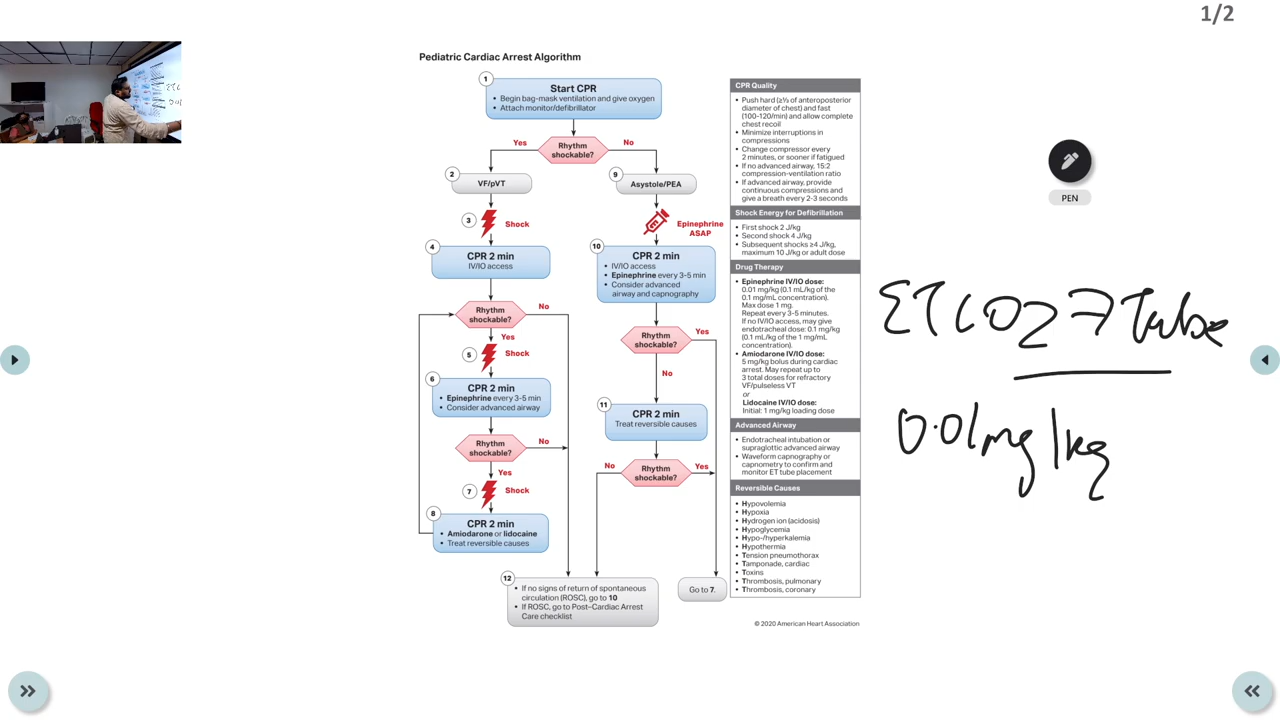 1/2
Pediatric Cardiac Arrest Algorithm
1
Start CPR
• Begin bag-mask ventilation and give oxygen
• Attach monitor/defibrillator
Rhythm
shockable?
Yes
No
2
VF/pVT
3
Shock
4
CPR 2 min
IV/IO access
Rhythm
shockable?
No
Yes
5
Shock
6
CPR 2 min
• Epinephrine every 3-5 min
• Consider advanced airway
Rhythm
shockable?
No
Yes
7
Shock
8
CPR 2 min
• Amiodarone or lidocaine
• Treat reversible causes
9
Asystole/PEA
Epinephrine
ASAP
10
CPR 2 min
• IV/IO access
• Epinephrine every 3-5 min
• Consider advanced
airway and capnography
Rhythm
shockable?
Yes
No
11
CPR 2 min
Treat reversible causes
Rhythm
shockable?
No
Yes
12
• If no signs of return of spontaneous
circulation (ROSC), go to 10
• If ROSC, go to Post–Cardiac Arrest
Care checklist
Go to 7.
CPR Quality
• Push hard (≥⅓ of anteroposterior
diameter of chest) and fast
(100-120/min) and allow complete
chest recoil
• Minimize interruptions in
compressions
• Change compressor every
2 minutes, or sooner if fatigued
• If no advanced airway, 15:2
compression-ventilation ratio
• If advanced airway, provide
continuous compressions and
give a breath every 2-3 seconds
Shock Energy for Defibrillation
• First shock 2 J/kg
• Second shock 4 J/kg
• Subsequent shocks ≥4 J/kg,
maximum 10 J/kg or adult dose
Drug Therapy
• Epinephrine IV/IO dose:
0.01 mg/kg (0.1 mL/kg of the
0.1 mg/mL concentration).
Max dose 1 mg.
Repeat every 3-5 minutes.
If no IV/IO access, may give
endotracheal dose: 0.1 mg/kg
(0.1 mL/kg of the 1 mg/mL
concentration).
• Amiodarone IV/IO dose:
5 mg/kg bolus during cardiac
arrest. May repeat up to
3 total doses for refractory
VF/pulseless VT
or
Lidocaine IV/IO dose:
Initial: 1 mg/kg loading dose
Advanced Airway
• Endotracheal intubation or
supraglottic advanced airway
• Waveform capnography or
capnometry to confirm and
monitor ET tube placement
Reversible Causes
• Hypovolemia
• Hypoxia
• Hydrogen ion (acidosis)
• Hypoglycemia
• Hypo-/hyperkalemia
• Hypothermia
• Tension pneumothorax
• Tamponade, cardiac
• Toxins
• Thrombosis, pulmonary
• Thrombosis, coronary
© 2020 American Heart Association
PEN
ETCO2 → Tube
0.01mg/kg